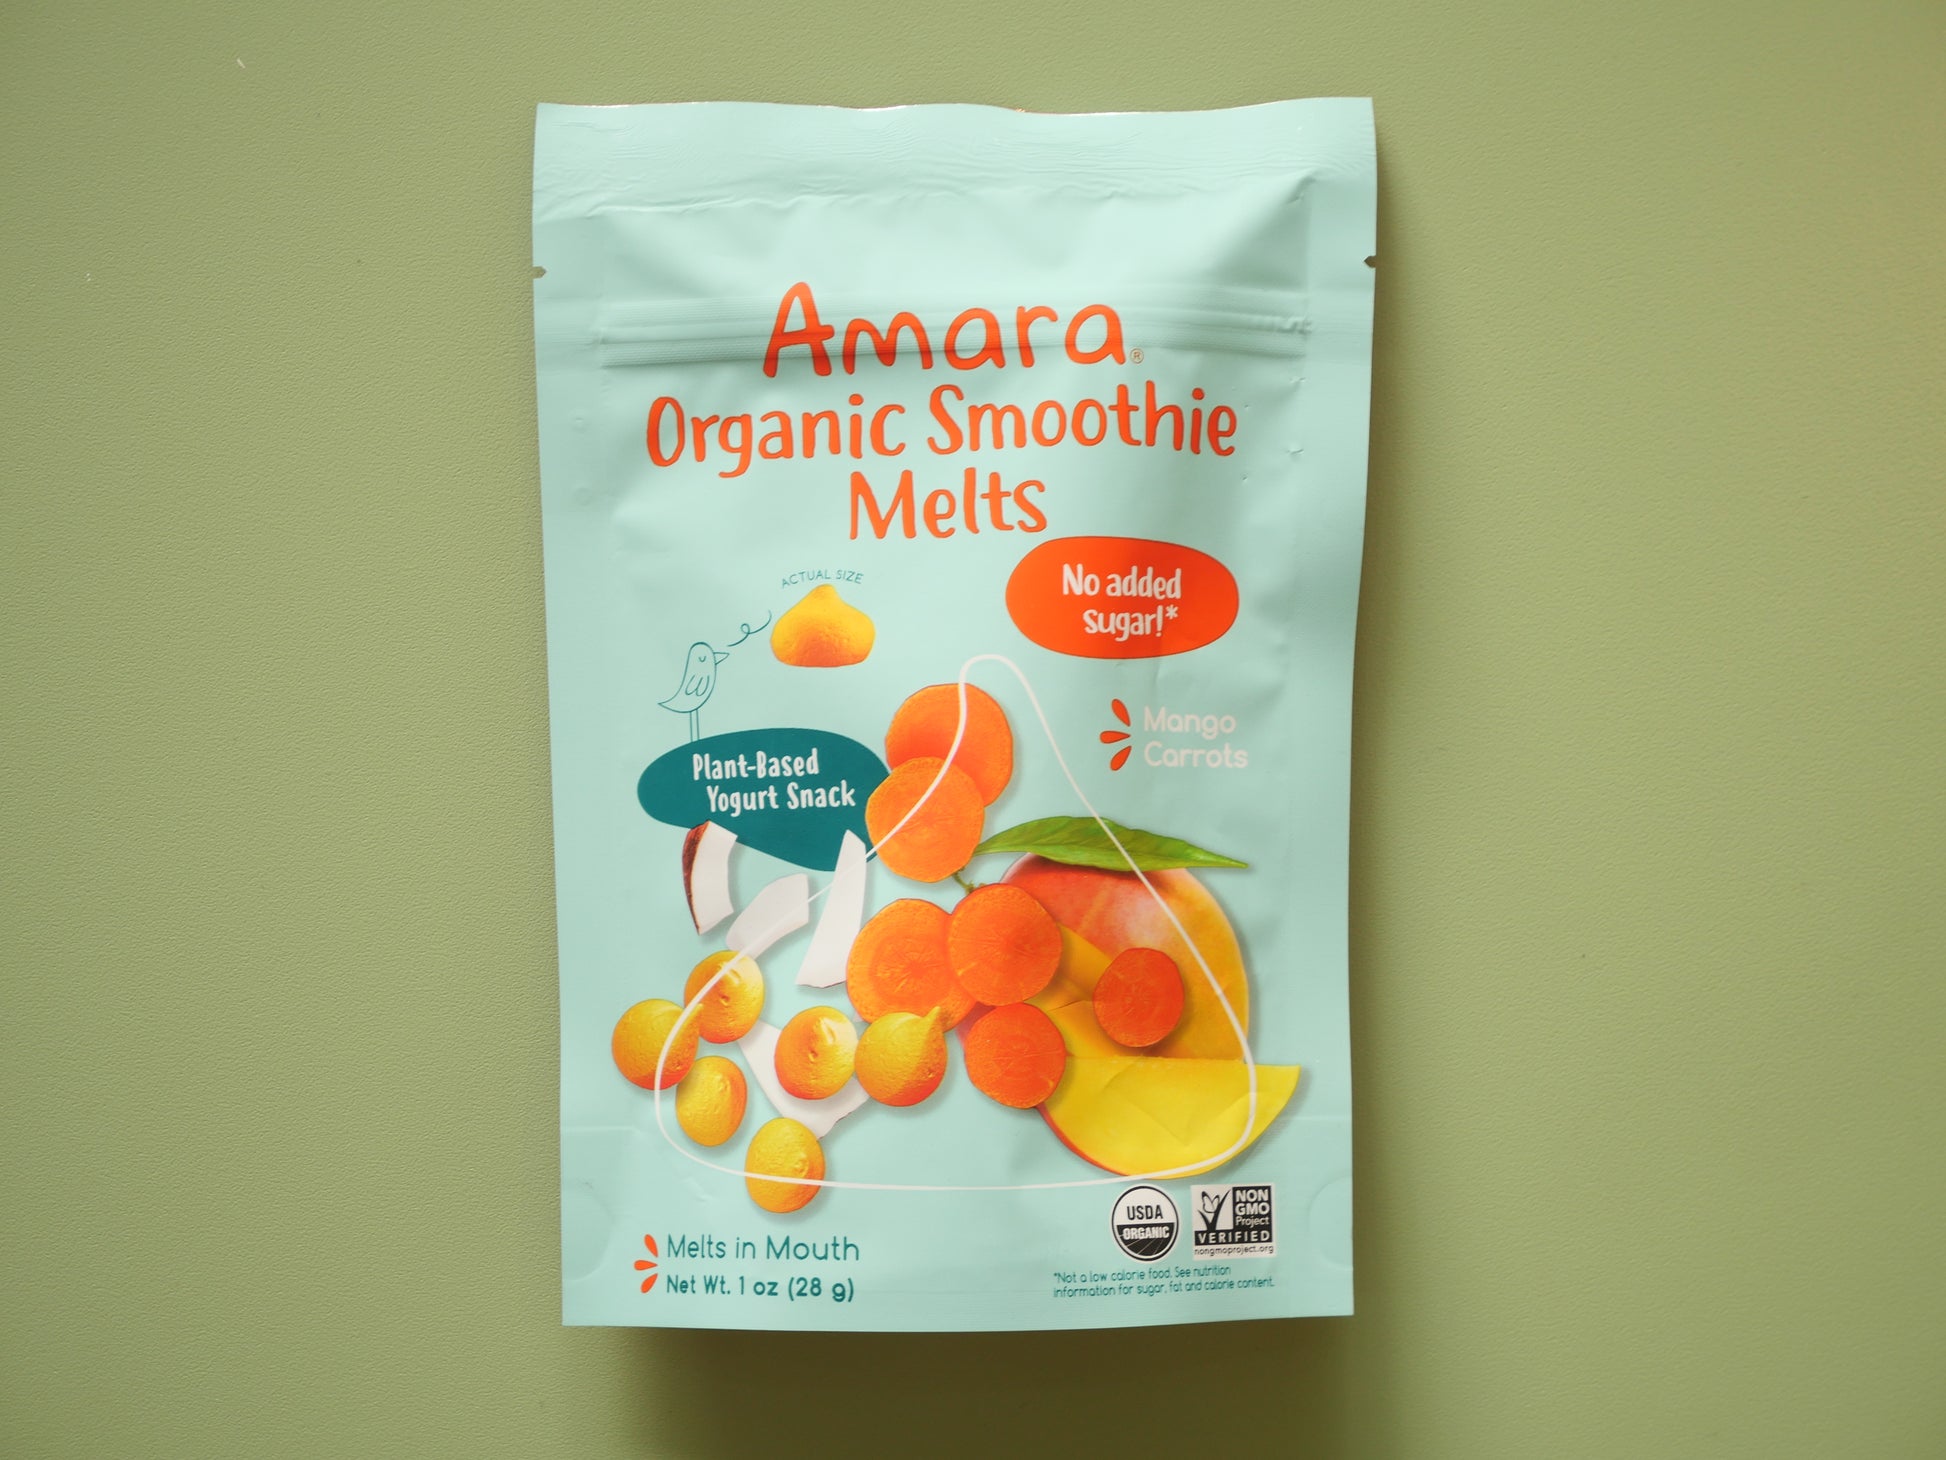 Amara®
Organic Smoothie
Melts
ACTUAL SIZE
No added
sugar!*
Mango
Carrots
Plant-Based
Yogurt Snack
USDA
ORGANIC
NON
GMO
Project
VERIFIED
nongmoproject.org
Melts in Mouth
Net Wt. 1 oz (28 g)
*Not a low calorie food. See nutrition
information for sugar, fat and calorie content.